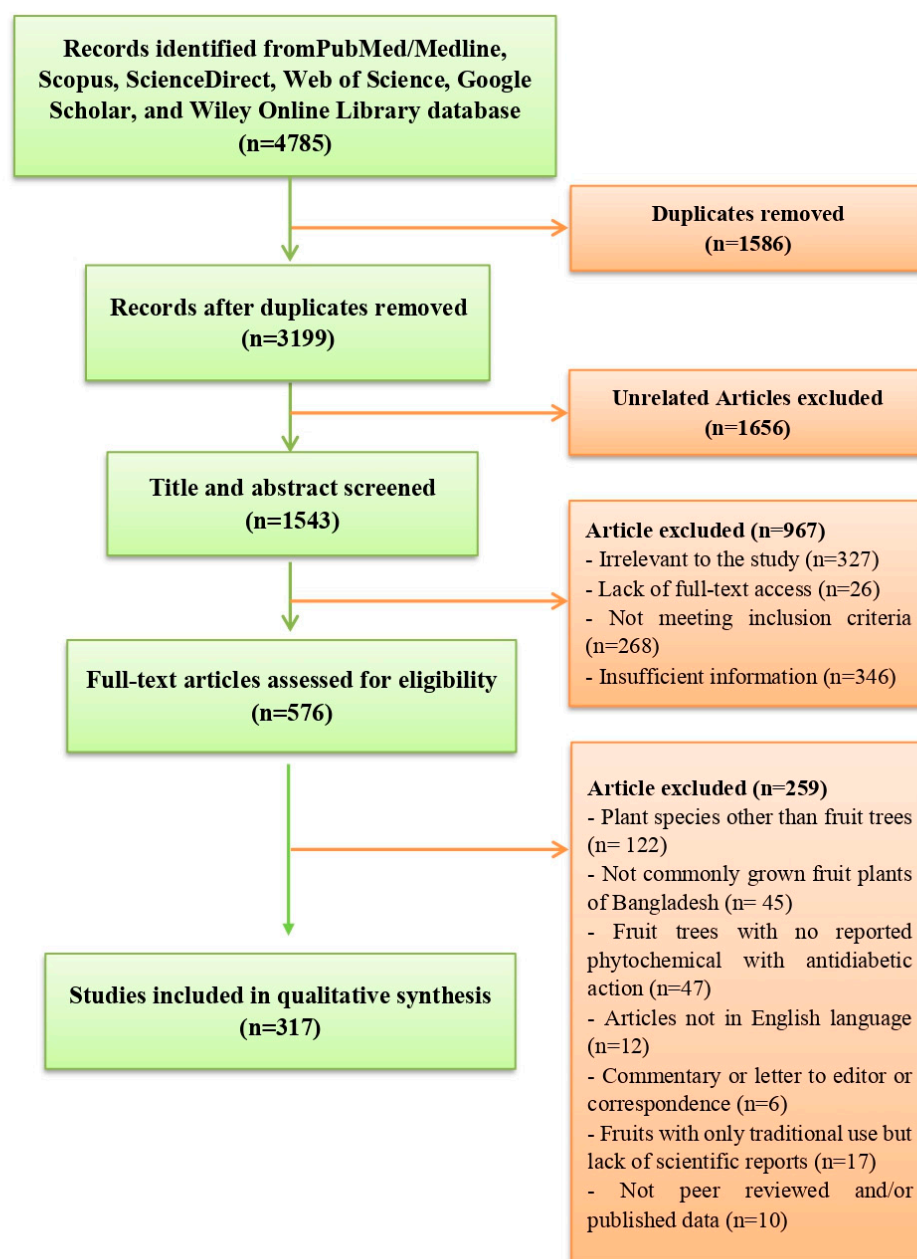 Records identified fromPubMed/Medline,
Scopus, ScienceDirect, Web of Science, Google
Scholar, and Wiley Online Library database
(n=4785)
Duplicates removed
(n=1586)
Records after duplicates removed
(n=3199)
Unrelated Articles excluded
(n=1656)
Title and abstract screened
(n=1543)
Article excluded (n=967)
- Irrelevant to the study (n=327)
- Lack of full-text access (n=26)
- Not meeting inclusion criteria
(n=268)
- Insufficient information (n=346)
Full-text articles assessed for eligibility
(n=576)
Article excluded (n=259)
- Plant species other than fruit trees
(n= 122)
- Not commonly grown fruit plants
of Bangladesh (n= 45)
- Fruit trees with no reported
phytochemical with antidiabetic
action (n=47)
- Articles not in English language
(n=12)
- Commentary or letter to editor or
correspondence (n=6)
- Fruits with only traditional use but
lack of scientific reports (n=17)
- Not peer reviewed and/or
published data (n=10)
Studies included in qualitative synthesis
(n=317)